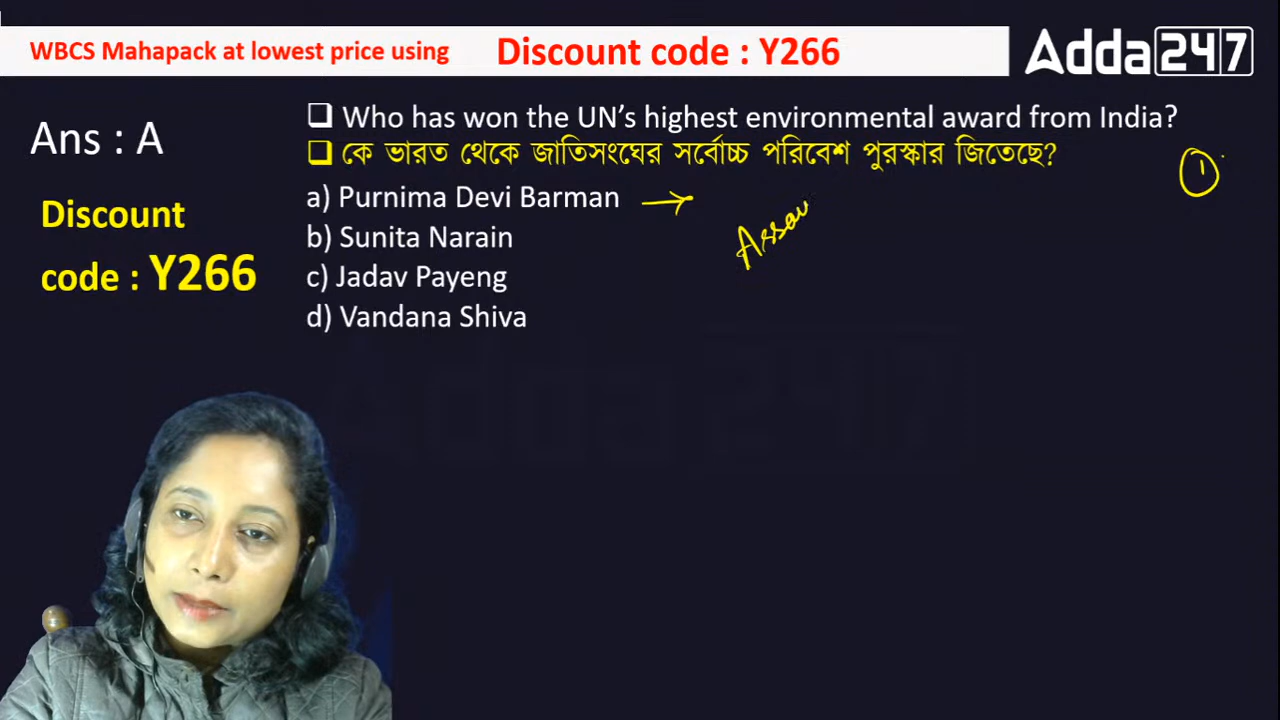 WBCS Mahapack at lowest price using Discount code : Y266 Adda247
Ans : A
Discount
code : Y266
❑ Who has won the UN’s highest environmental award from India?
❑ কে ভারত থেকে জাতিসংঘের সর্বোচ্চ পরিবেশ পুরস্কার জিতেছে?
a) Purnima Devi Barman
b) Sunita Narain
c) Jadav Payeng
d) Vandana Shiva
Assa
1